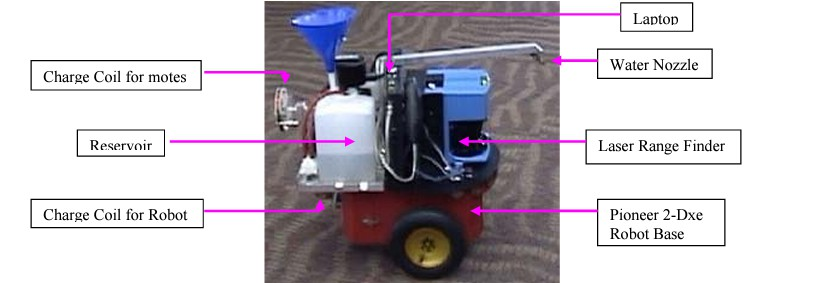 Laptop
Water Nozzle
Charge Coil for motes
Reservoir
Laser Range Finder
Charge Coil for Robot
Pioneer 2-Dxe
Robot Base